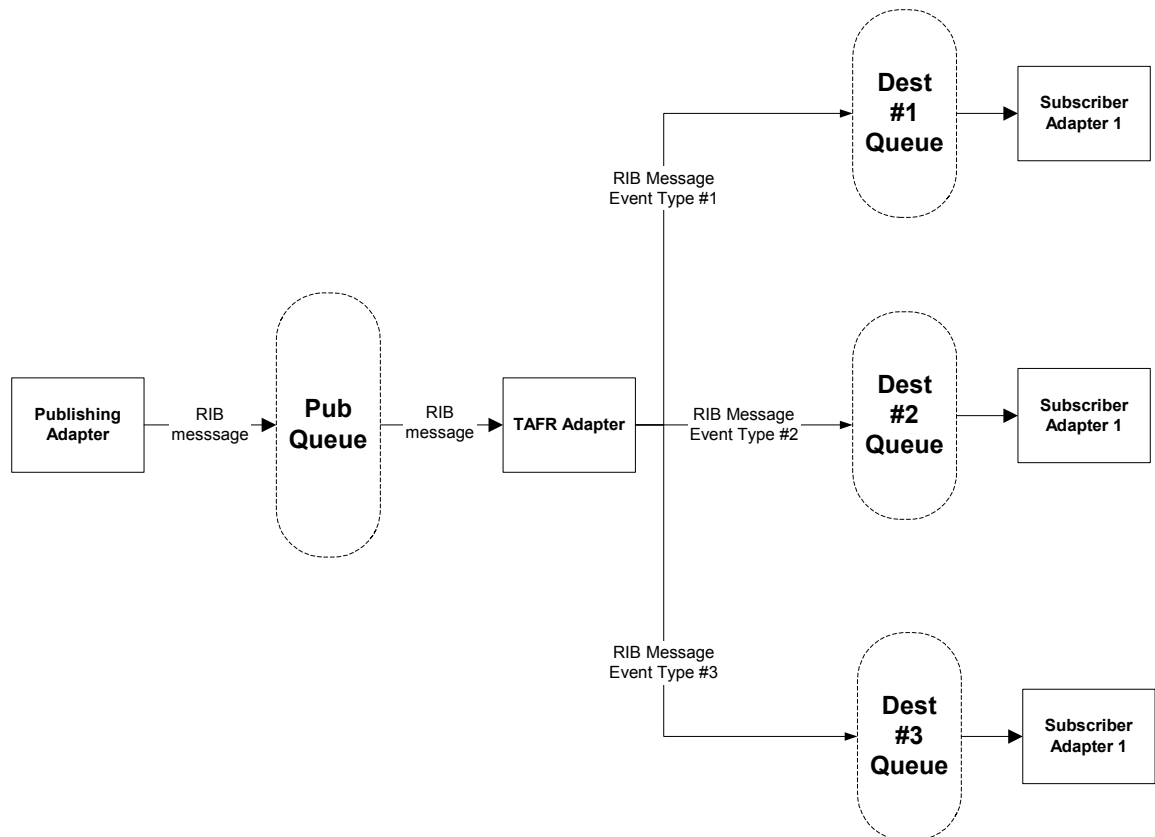 Dest
#1
Queue
Subscriber
Adapter 1
RIB Message
Event Type #1
Publishing
Adapter
RIB
messsage
Pub
Queue
RIB
message
TAFR Adapter
RIB Message
Event Type #2
Dest
#2
Queue
Subscriber
Adapter 1
RIB Message
Event Type #3
Dest
#3
Queue
Subscriber
Adapter 1